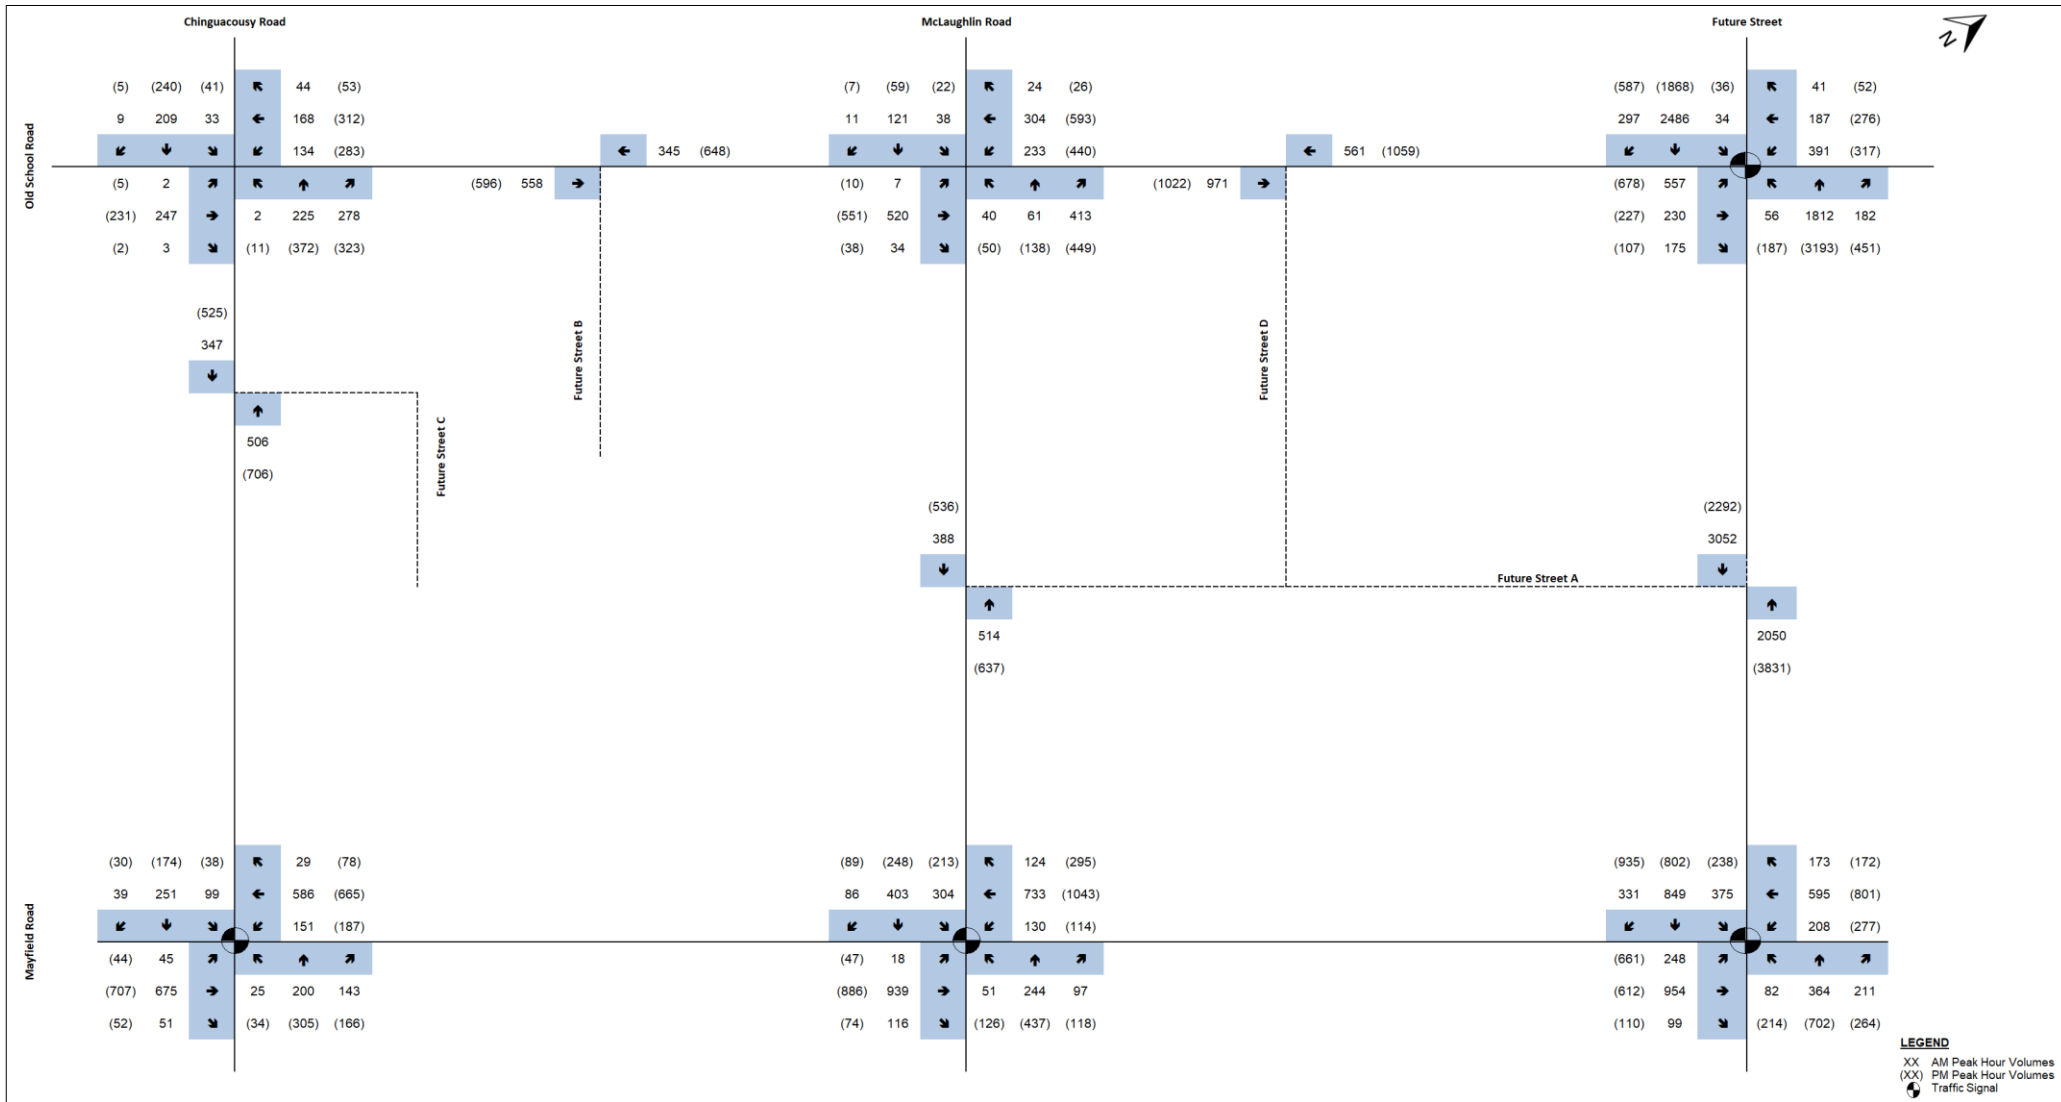 Chinguacousy Road McLaughlin Road Future Street
N
(5) (240) (41) 44 (53) (7) (59) (22) 24 (26) (587) (1868) (36) 41 (52)
9 209 33 168 (312) 11 121 38 304 (593) 297 2486 34 187 (276)
134 (283) 345 (648) 233 (440) 561 (1059) 391 (317)
Old School Road
(5) 2 (596) 558 (10) 7 (1022) 971 (678) 557
(231) 247 2 225 278 (551) 520 40 61 413 (227) 230 56 1812 182
(2) 3 (11) (372) (323) (38) 34 (50) (138) (449) (107) 175 (187) (3193) (451)
(525)
347
Future Street B
Future Street D
506
Future Street C
(706)
(536) (2292)
388 3052
Future Street A
514 2050
(637) (3831)
(30) (174) (38) 29 (78) (89) (248) (213) 124 (295) (935) (802) (238) 173 (172)
39 251 99 586 (665) 86 403 304 733 (1043) 331 849 375 595 (801)
151 (187) 130 (114) 208 (277)
Mayfield Road
(44) 45 (47) 18 (661) 248
(707) 675 25 200 143 (886) 939 51 244 97 (612) 954 82 364 211
(52) 51 (34) (305) (166) (74) 116 (126) (437) (118) (110) 99 (214) (702) (264)
LEGEND
XX AM Peak Hour Volumes
(XX) PM Peak Hour Volumes
Traffic Signal